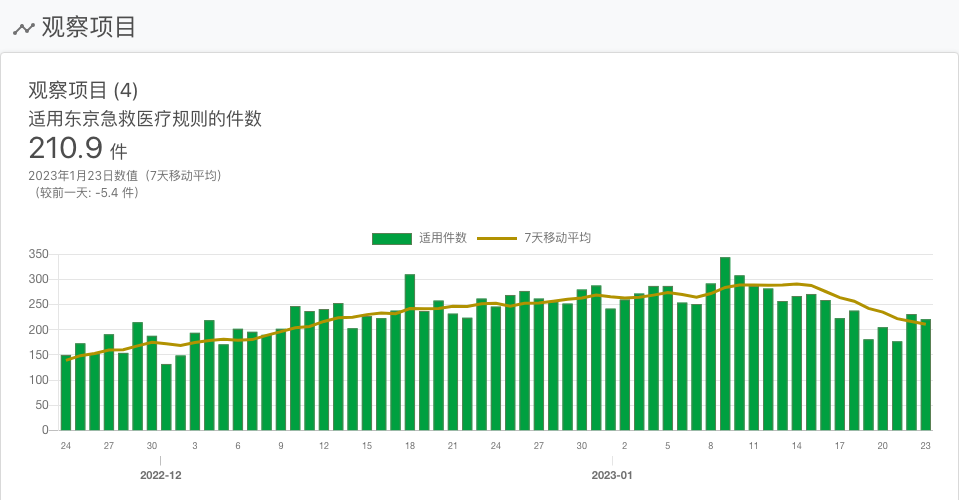 观察项目
观察项目 (4)
适用东京急救医疗规则的件数
210.9 件
2023年1月23日数值（7天移动平均）
（较前一天: -5.4 件）
适用件数 7天移动平均
350
300
250
200
150
100
50
0
24 27 30 3 6 9 12 15 18 21 24 27 30 2 5 8 11 14 17 20 23
2022-12 2023-01